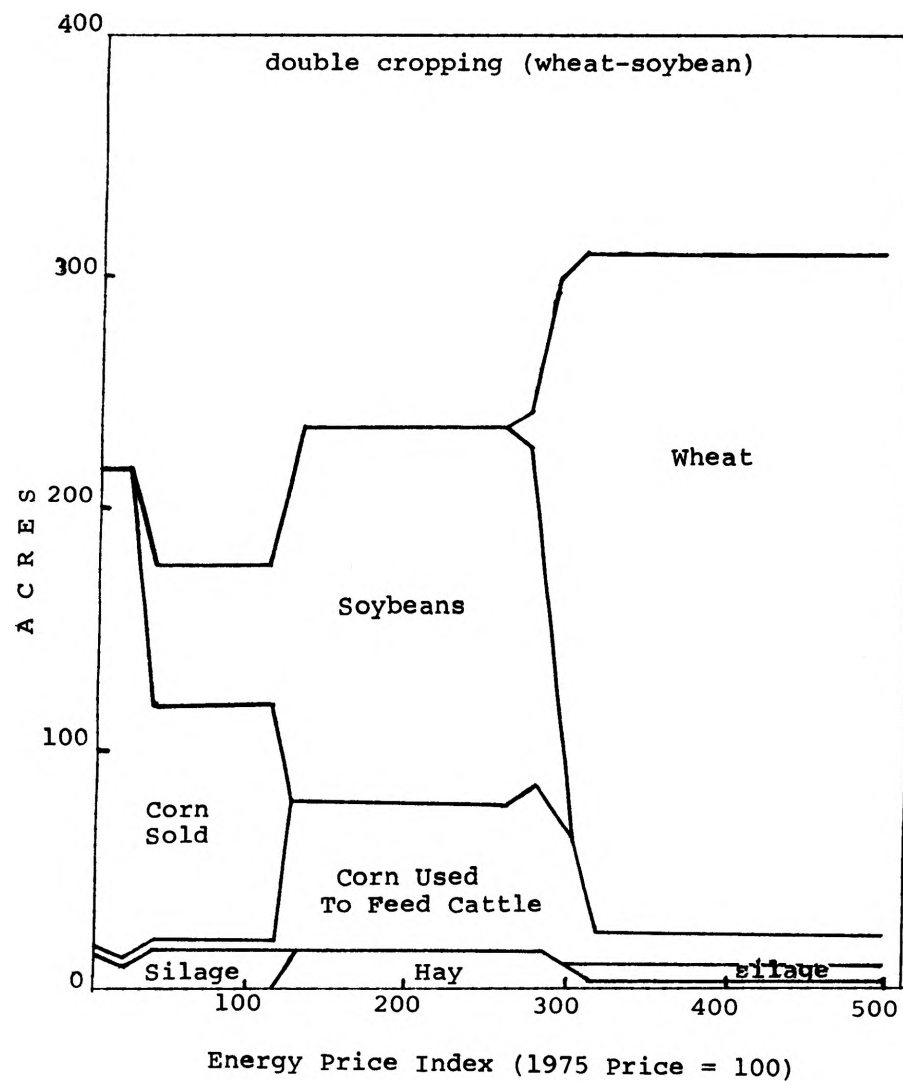 400
double cropping (wheat-soybean)
300
Wheat
200
ACRES
Soybeans
100
Corn
Sold
Corn Used
To Feed Cattle
Silage
Hay
silage
0
100
200
300
400
500
Energy Price Index (1975 Price = 100)